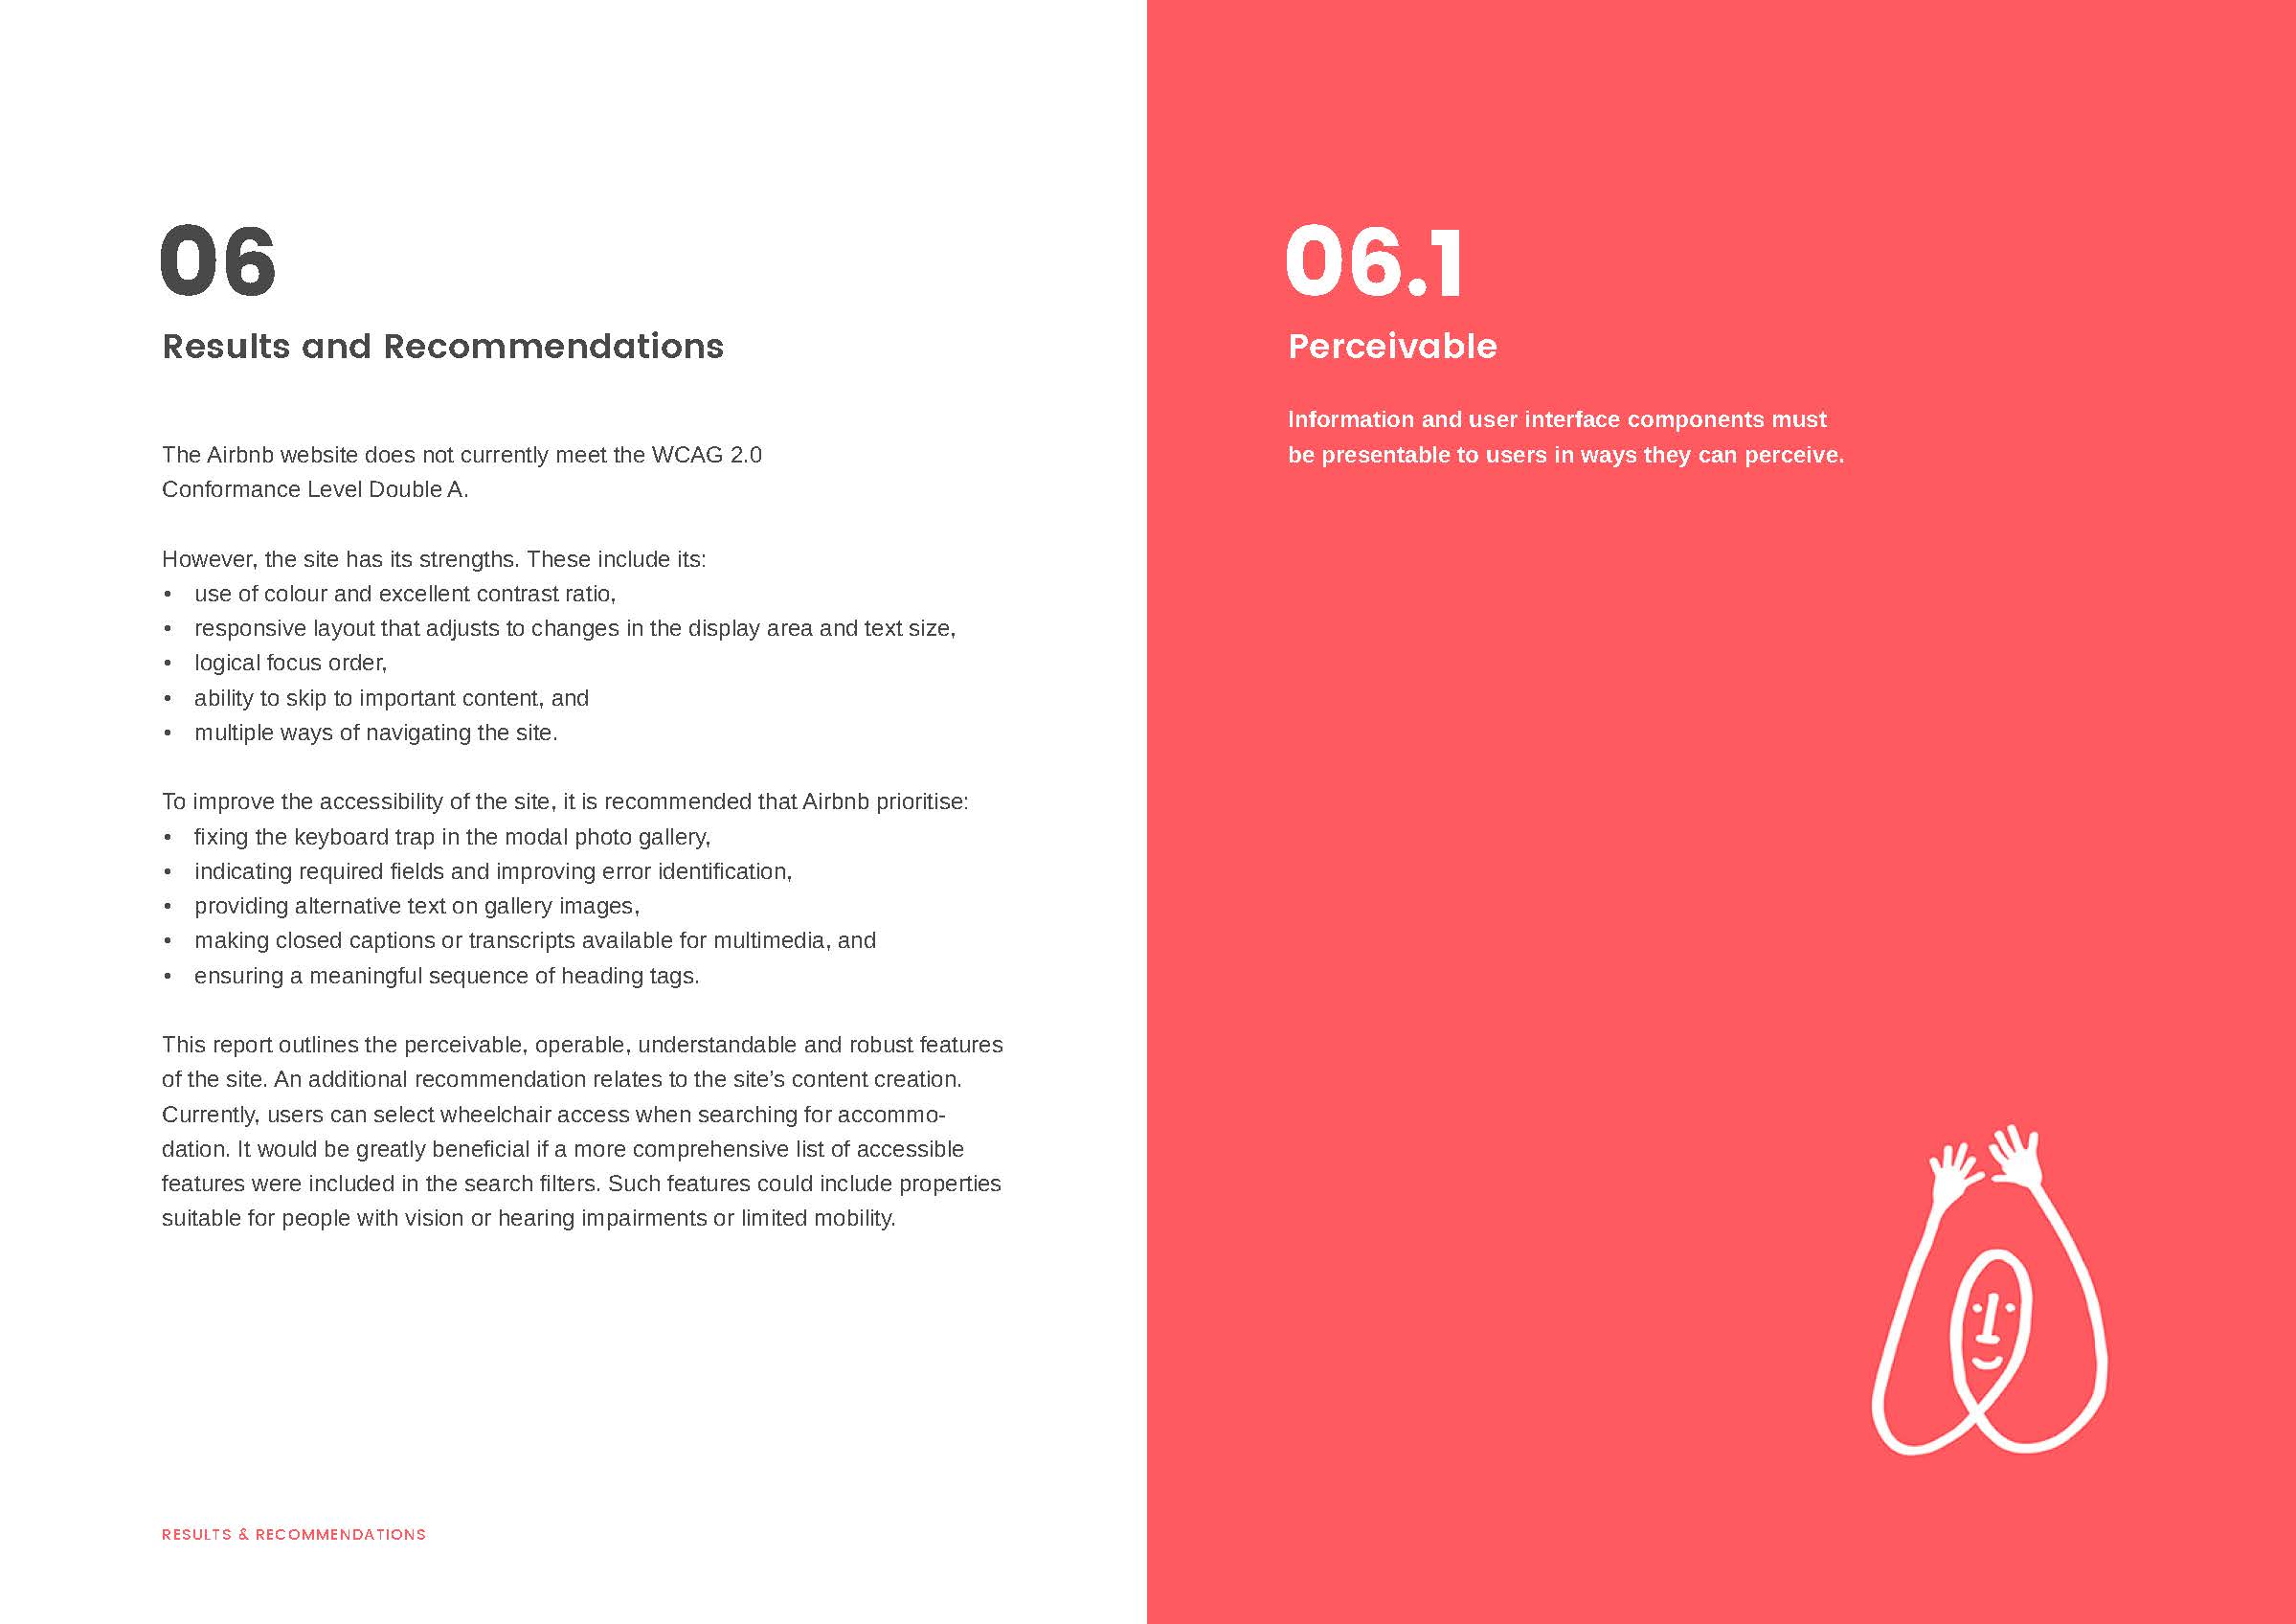 06
Results and Recommendations
The Airbnb website does not currently meet the WCAG 2.0
Conformance Level Double A.
However, the site has its strengths. These include its:
• use of colour and excellent contrast ratio,
• responsive layout that adjusts to changes in the display area and text size,
• logical focus order,
• ability to skip to important content, and
• multiple ways of navigating the site.
To improve the accessibility of the site, it is recommended that Airbnb prioritise:
• fixing the keyboard trap in the modal photo gallery,
• indicating required fields and improving error identification,
• providing alternative text on gallery images,
• making closed captions or transcripts available for multimedia, and
• ensuring a meaningful sequence of heading tags.
This report outlines the perceivable, operable, understandable and robust features
of the site. An additional recommendation relates to the site’s content creation.
Currently, users can select wheelchair access when searching for accommo-
dation. It would be greatly beneficial if a more comprehensive list of accessible
features were included in the search filters. Such features could include properties
suitable for people with vision or hearing impairments or limited mobility.
RESULTS & RECOMMENDATIONS
06.1
Perceivable
Information and user interface components must
be presentable to users in ways they can perceive.